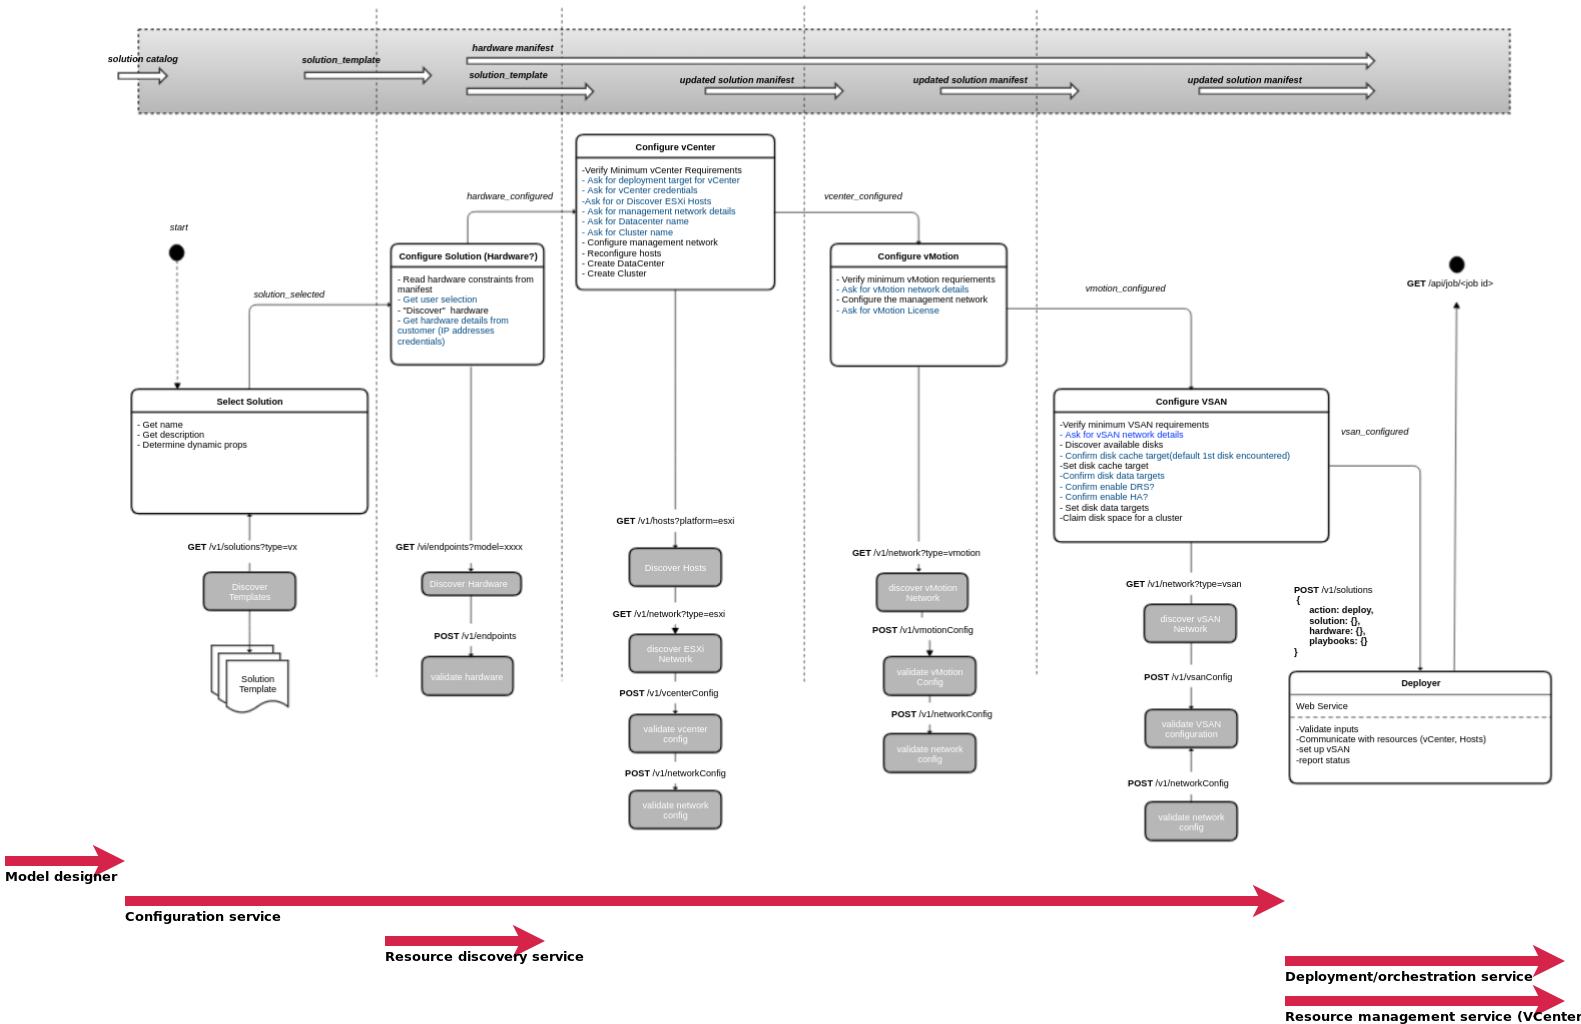 solution catalog
solution_template
hardware manifest
solution_template
updated solution manifest
updated solution manifest
updated solution manifest
start
solution_selected
Select Solution
- Get name
- Get description
- Determine dynamic props
GET /v1/solutions?type=vx
Discover
Templates
Solution
Template
hardware_configured
Configure Solution (Hardware?)
- Read hardware constraints from
manifest
- Get user selection
- "Discover" hardware
- Get hardware details from
customer (IP addresses
credentials)
GET /vi/endpoints?model=xxxx
Discover Hardware
POST /v1/endpoints
validate hardware
Configure vCenter
-Verify Minimum vCenter Requirements
- Ask for deployment target for vCenter
- Ask for vCenter credentials
-Ask for or Discover ESXi Hosts
- Ask for management network details
- Ask for Datacenter name
- Ask for Cluster name
- Configure management network
- Reconfigure hosts
- Create DataCenter
- Create Cluster
GET /v1/hosts?platform=esxi
Discover Hosts
GET /v1/network?type=esxi
discover ESXi
Network
POST /v1/vcenterConfig
validate vcenter
config
POST /v1/networkConfig
validate network
config
vcenter_configured
Configure vMotion
- Verify minimum vMotion requriements
- Ask for vMotion network details
- Configure the management network
- Ask for vMotion License
GET /v1/network?type=vmotion
discover vMotion
Network
POST /v1/vmotionConfig
validate vMotion
Config
POST /v1/networkConfig
validate network
config
vmotion_configured
Configure VSAN
-Verify minimum VSAN requirements
- Ask for vSAN network details
- Discover available disks
- Confirm disk cache target(default 1st disk encountered)
-Set disk cache target
-Confirm disk data targets
- Confirm enable DRS?
- Confirm enable HA?
- Set disk data targets
-Claim disk space for a cluster
GET /v1/network?type=vsan
discover vSAN
Network
POST /v1/vsanConfig
validate VSAN
configuration
POST /v1/networkConfig
validate network
config
vsan_configured
GET /api/job/<job id>
POST /v1/solutions
{
action: deploy,
solution: {},
hardware: {},
playbooks: {}
}
Deployer
Web Service
-Validate inputs
-Communicate with resources (vCenter, Hosts)
-set up vSAN
-report status
Model designer
Configuration service
Resource discovery service
Deployment/orchestration service
Resource management service (VCenter